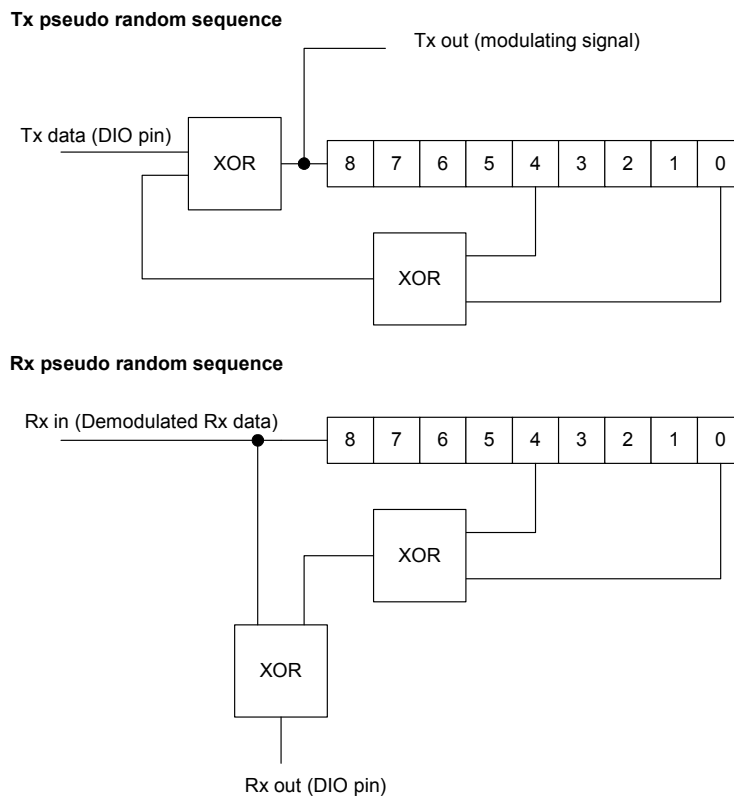 Tx pseudo random sequence
Tx out (modulating signal)
Tx data (DIO pin)
XOR
8 7 6 5 4 3 2 1 0
XOR
Rx pseudo random sequence
Rx in (Demodulated Rx data)
8 7 6 5 4 3 2 1 0
XOR
XOR
Rx out (DIO pin)